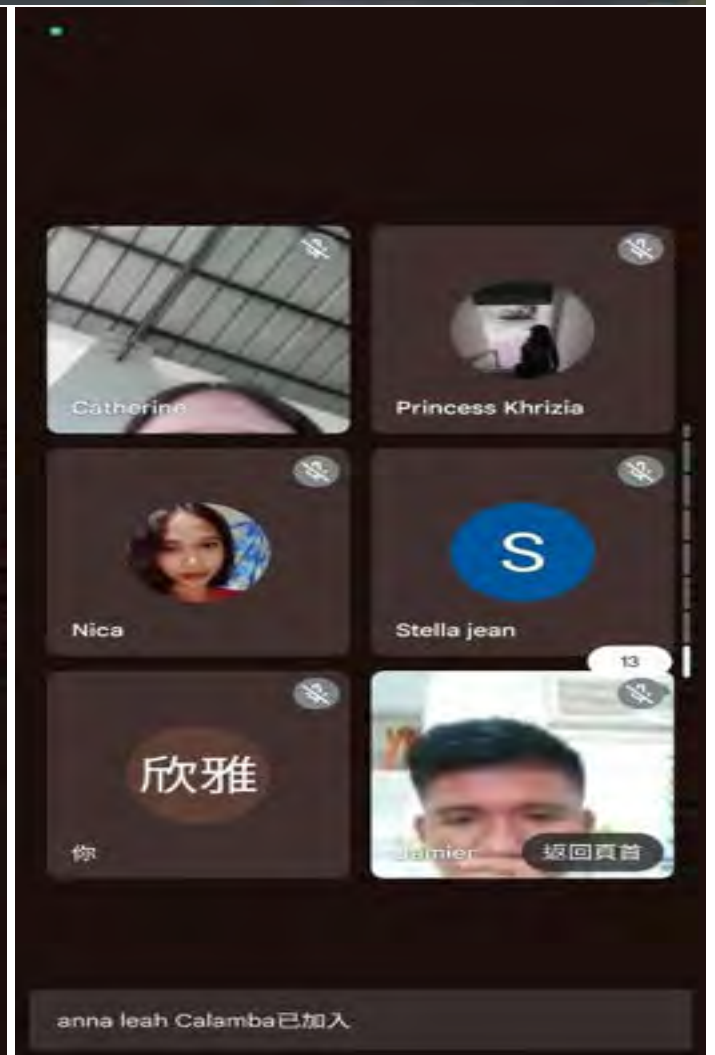 Catherine
Princess Khrizia
Nica
S
Stella jean
13
欣雅
你
Jamier
返回頁首
anna leah Calamba已加入